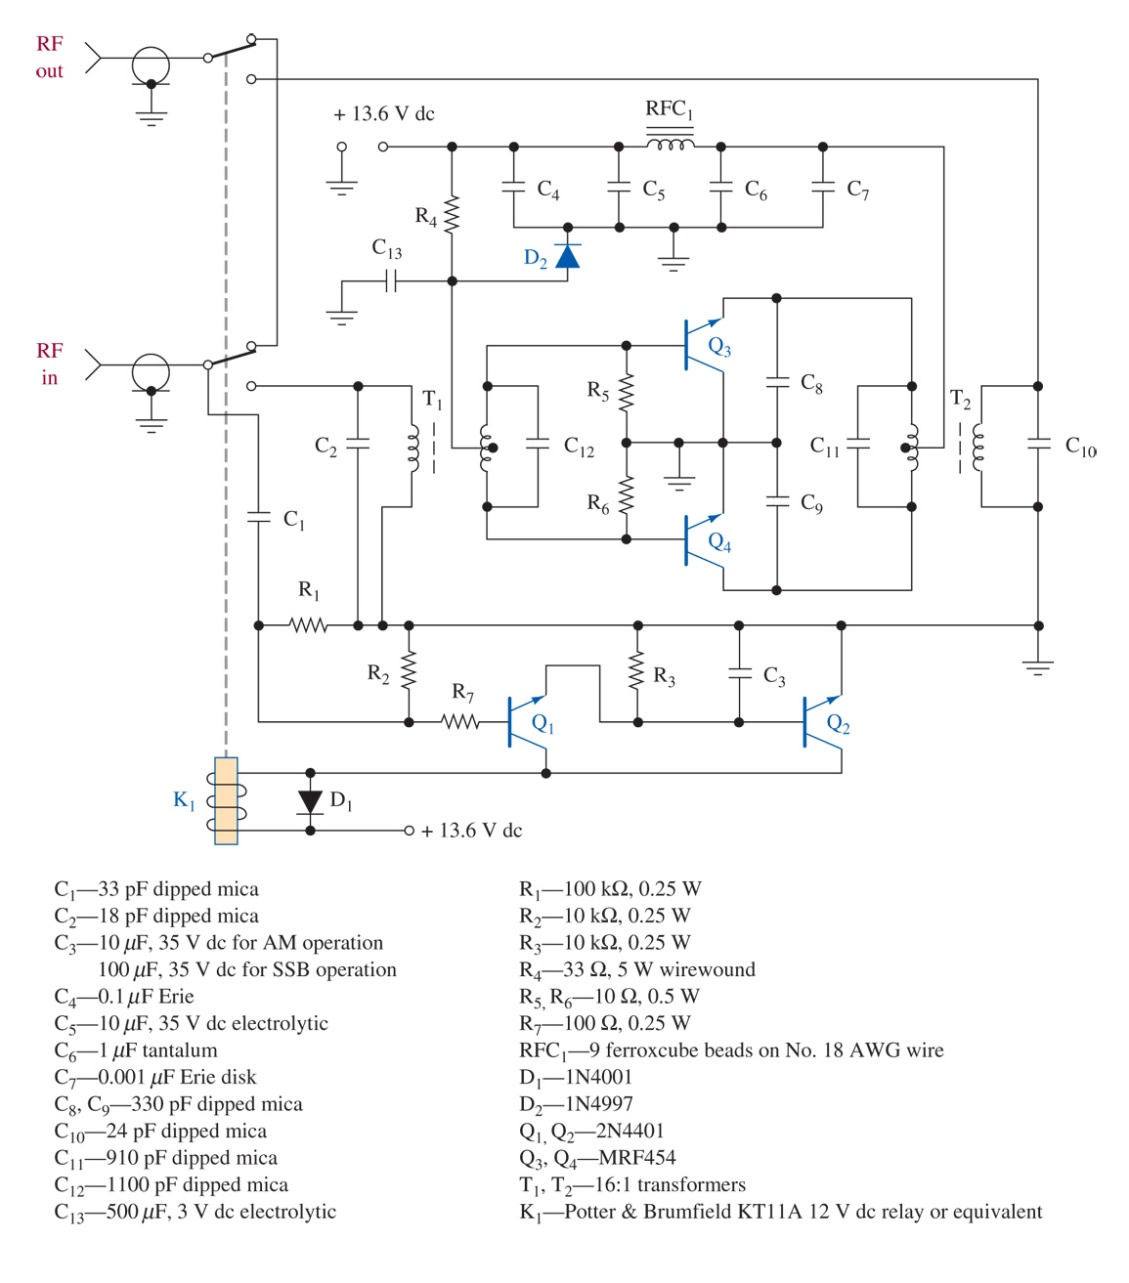 RF
out
+ 13.6 V dc
RFC₁
C₄
C₅
C₆
C₇
R₄
C₁₃
D₂
RF
in
Q₃
R₅
C₈
T₁
T₂
C₂
C₁₂
C₁₁
C₁₀
R₆
C₉
Q₄
C₁
R₁
R₂
R₇
R₃
C₃
Q₁
Q₂
K₁
D₁
+ 13.6 V dc
C₁—33 pF dipped mica
C₂—18 pF dipped mica
C₃—10 μF, 35 V dc for AM operation
100 μF, 35 V dc for SSB operation
C₄—0.1 μF Erie
C₅—10 μF, 35 V dc electrolytic
C₆—1 μF tantalum
C₇—0.001 μF Erie disk
C₈, C₉—330 pF dipped mica
C₁₀—24 pF dipped mica
C₁₁—910 pF dipped mica
C₁₂—1100 pF dipped mica
C₁₃—500 μF, 3 V dc electrolytic
R₁—100 kΩ, 0.25 W
R₂—10 kΩ, 0.25 W
R₃—10 kΩ, 0.25 W
R₄—33 Ω, 5 W wirewound
R₅, R₆—10 Ω, 0.5 W
R₇—100 Ω, 0.25 W
RFC₁—9 ferroxcube beads on No. 18 AWG wire
D₁—1N4001
D₂—1N4997
Q₁, Q₂—2N4401
Q₃, Q₄—MRF454
T₁, T₂—16:1 transformers
K₁—Potter & Brumfield KT11A 12 V dc relay or equivalent